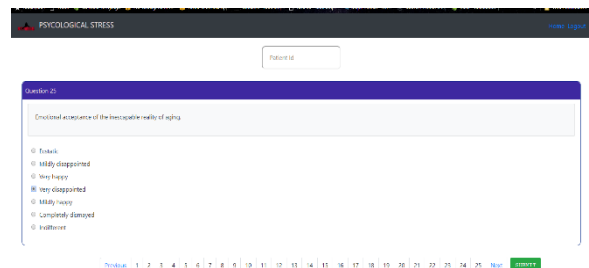 PSYCOLOGICAL STRESS
Home Logout
Patient id
Question 25
Emotional acceptance of the inescapable reality of aging.
Ecstatic
Mildly disappointed
Very happy
Very disappointed
Mildly happy
Completely dismayed
Indifferent
Previous 1 2 3 4 5 6 7 8 9 10 11 12 13 14 15 16 17 18 19 20 21 22 23 24 25 Next SUBMIT